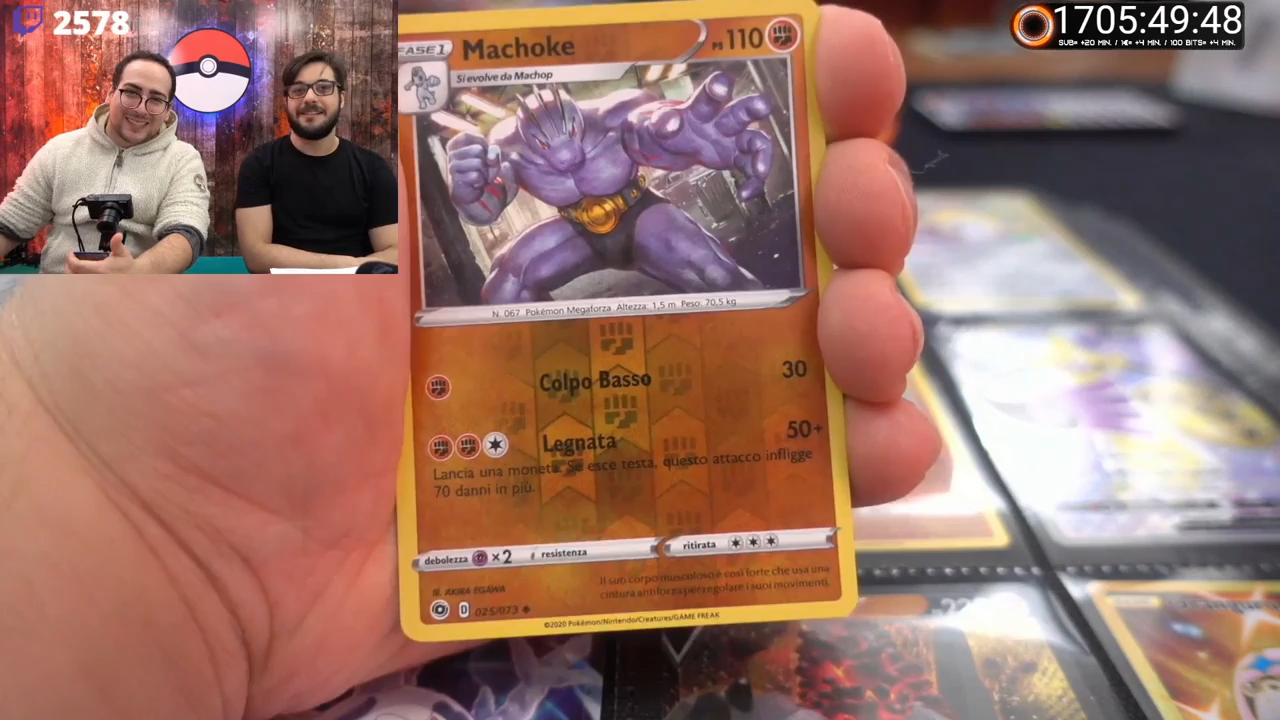 2578
1705:49:48
SUB= +20 MIN. / 1€= +4 MIN. / 100 BITS= +4 MIN.
FASE 1
Machoke
PS 110
Si evolve da Machop
N. 067 Pokémon Megaforza Altezza: 1,5 m Peso: 70,5 kg
Colpo Basso 30
Legnata 50+
Lancia una moneta. Se esce testa, questo attacco infligge
70 danni in più.
debolezza ×2 resistenza ritirata
Il suo corpo muscoloso è così forte che usa una
cintura antiforza per regolare i suoi movimenti.
Ill. AKIRA EGAWA
D 025/073
©2020 Pokémon/Nintendo/Creatures/GAME FREAK